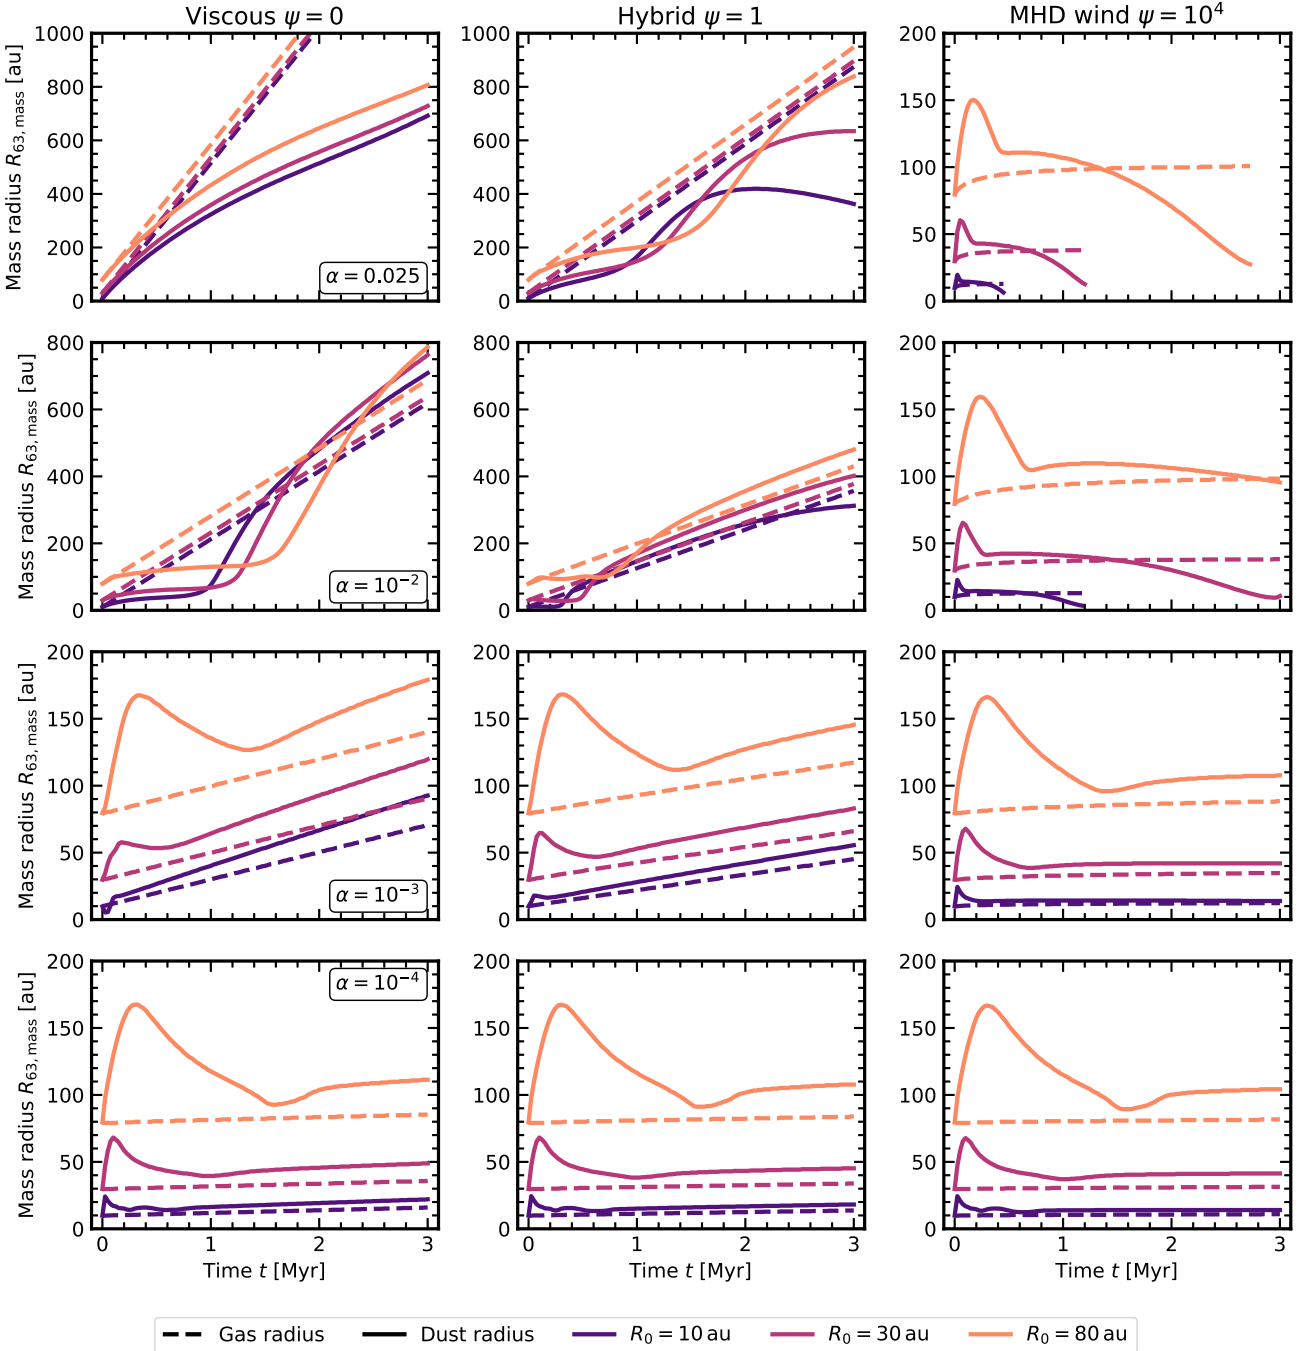 Viscous ψ = 0
Hybrid ψ = 1
MHD wind ψ = 10⁴
Mass radius R₆₃,mass [au]
1000
800
600
400
200
0
α = 0.025
1000
800
600
400
200
0
200
150
100
50
0
Mass radius R₆₃,mass [au]
800
600
400
200
0
α = 10⁻²
800
600
400
200
0
200
150
100
50
0
Mass radius R₆₃,mass [au]
200
150
100
50
0
α = 10⁻³
200
150
100
50
0
200
150
100
50
0
Mass radius R₆₃,mass [au]
200
150
100
50
0
α = 10⁻⁴
200
150
100
50
0
200
150
100
50
0
0 1 2 3
0 1 2 3
0 1 2 3
Time t [Myr]
Time t [Myr]
Time t [Myr]
Gas radius
Dust radius
R₀ = 10 au
R₀ = 30 au
R₀ = 80 au